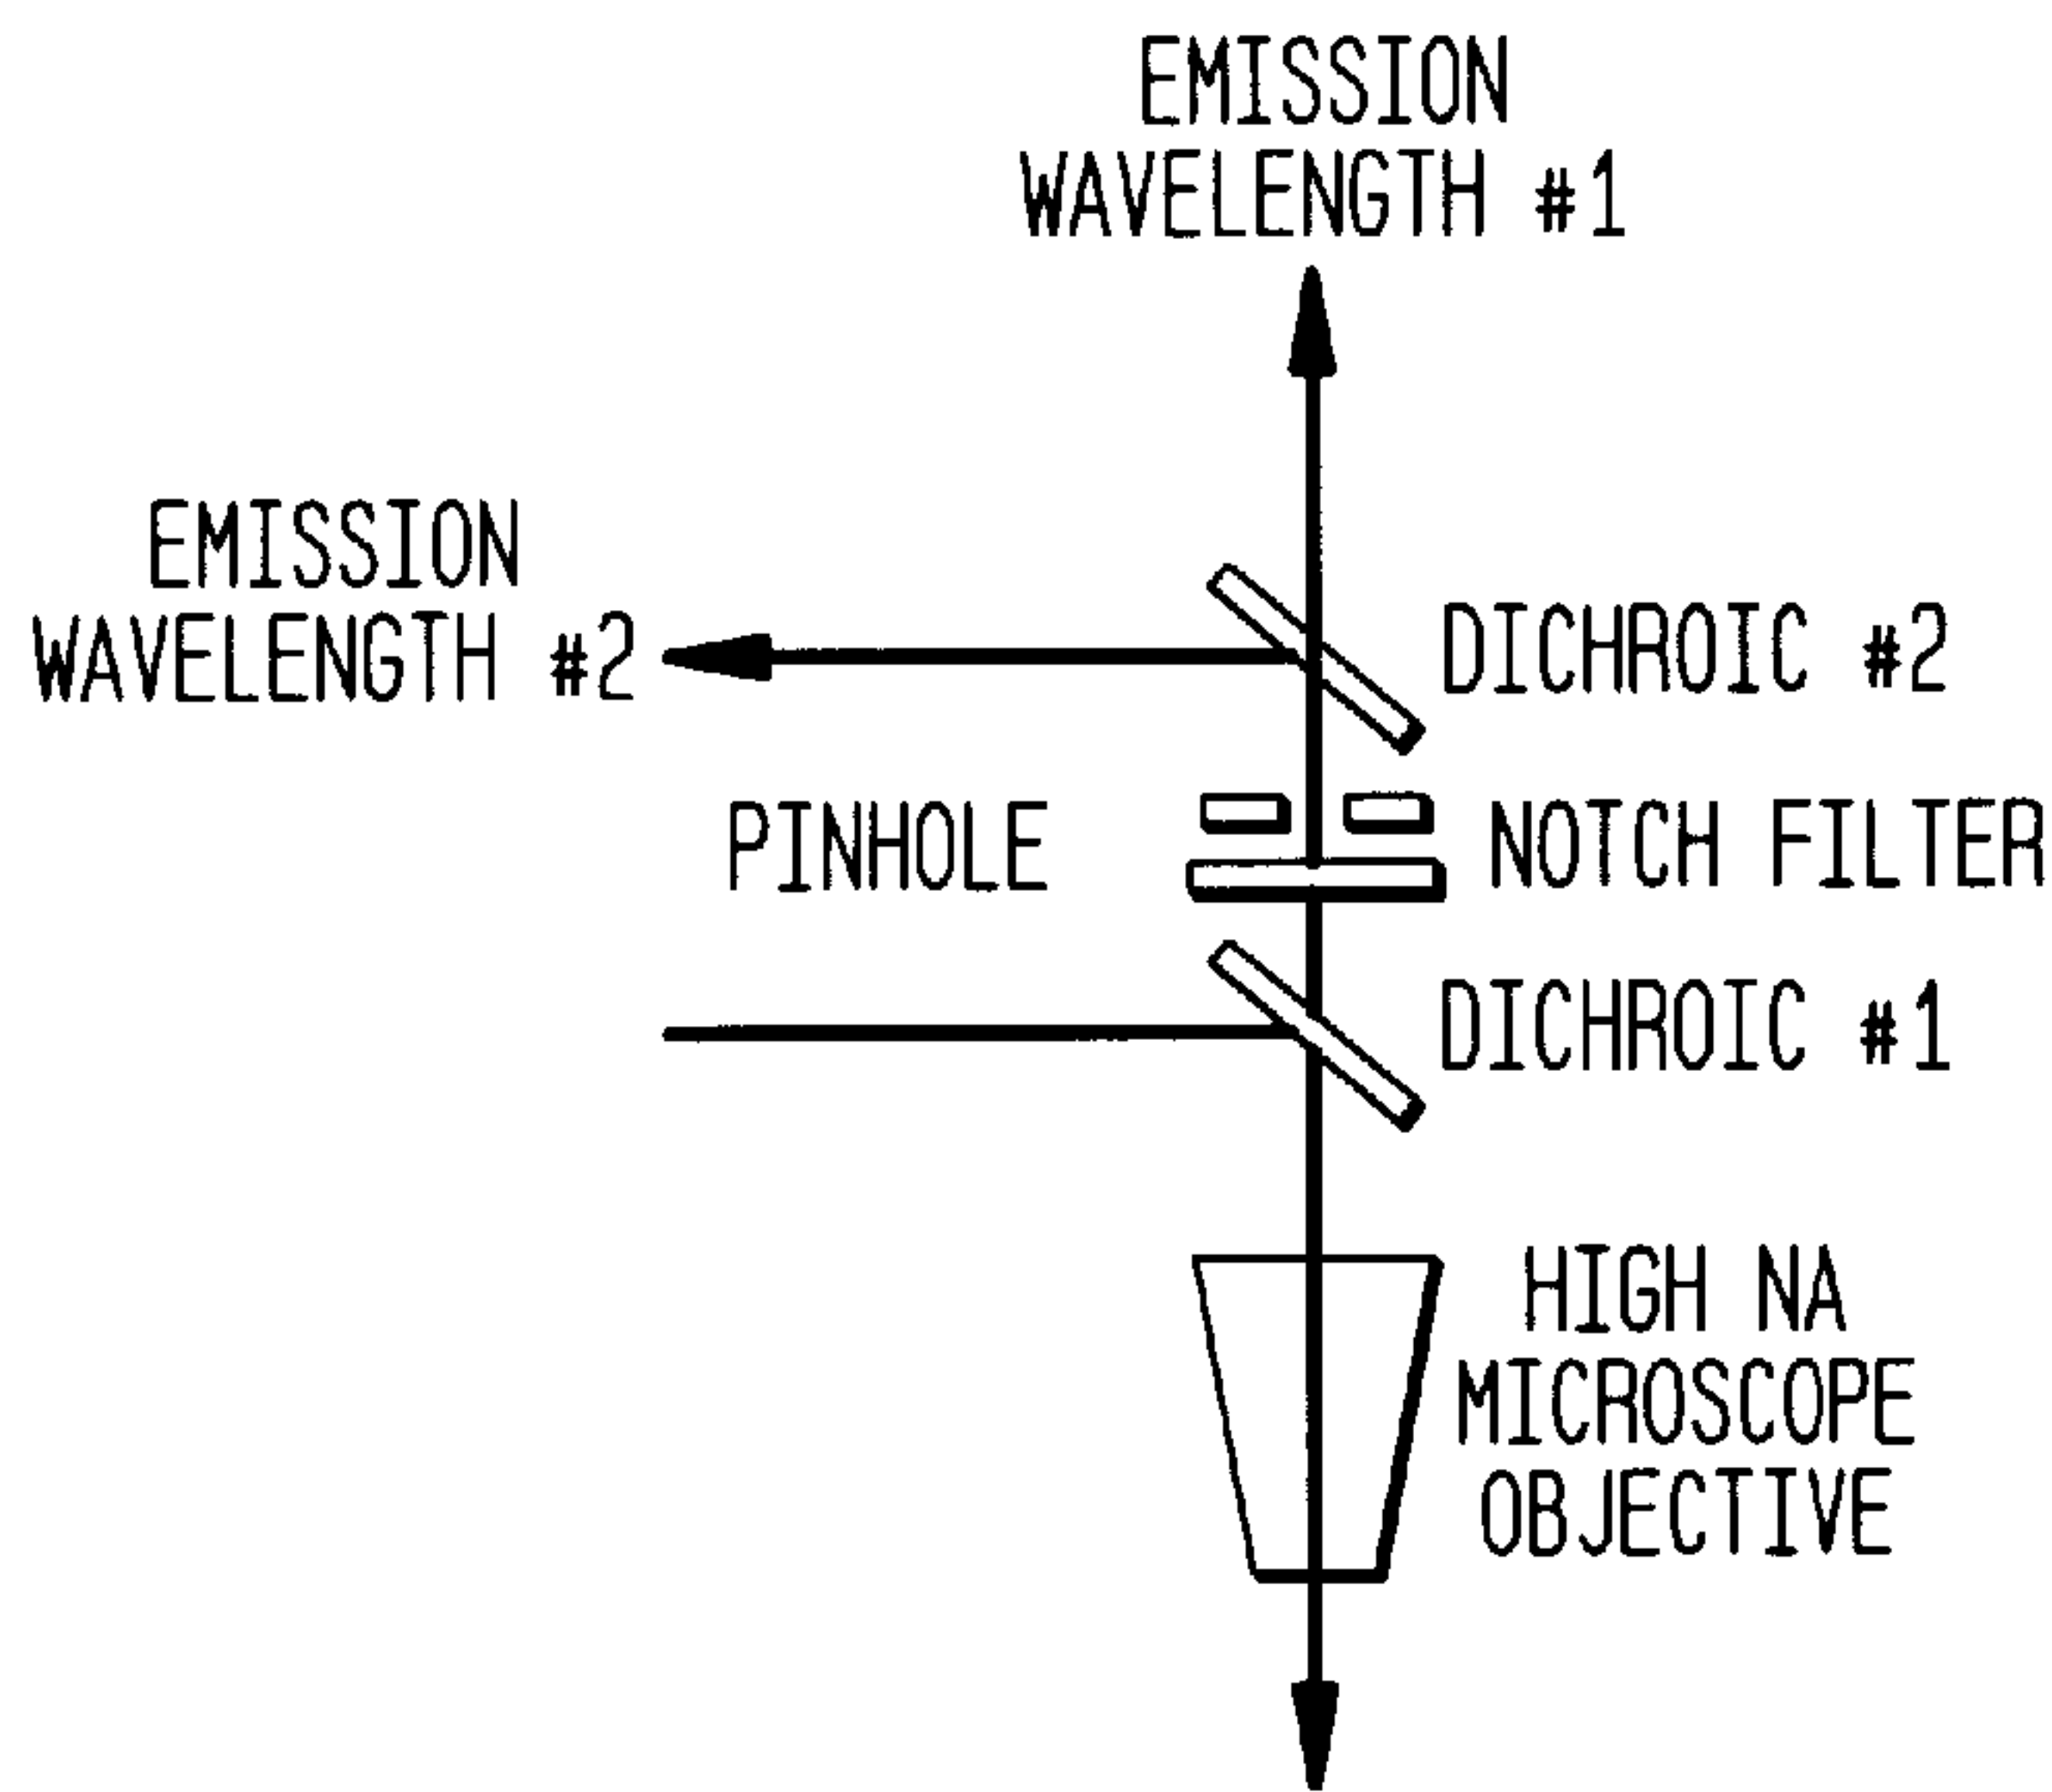 EMISSION
WAVELENGTH #1
EMISSION
WAVELENGTH #2
DICHROIC #2
PINHOLE
NOTCH FILTER
DICHROIC #1
HIGH NA
MICROSCOPE
OBJECTIVE